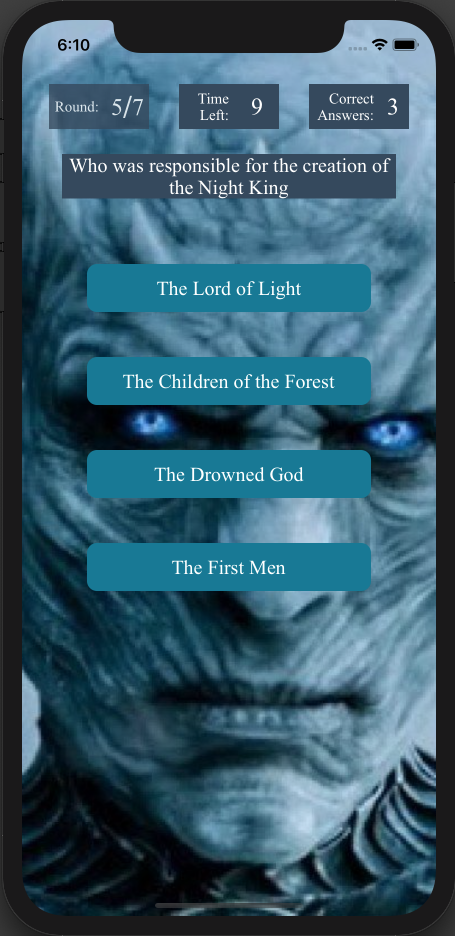 6:10
Round: 5/7
Time
Left: 9
Correct
Answers: 3
Who was responsible for the creation of
the Night King
The Lord of Light
The Children of the Forest
The Drowned God
The First Men